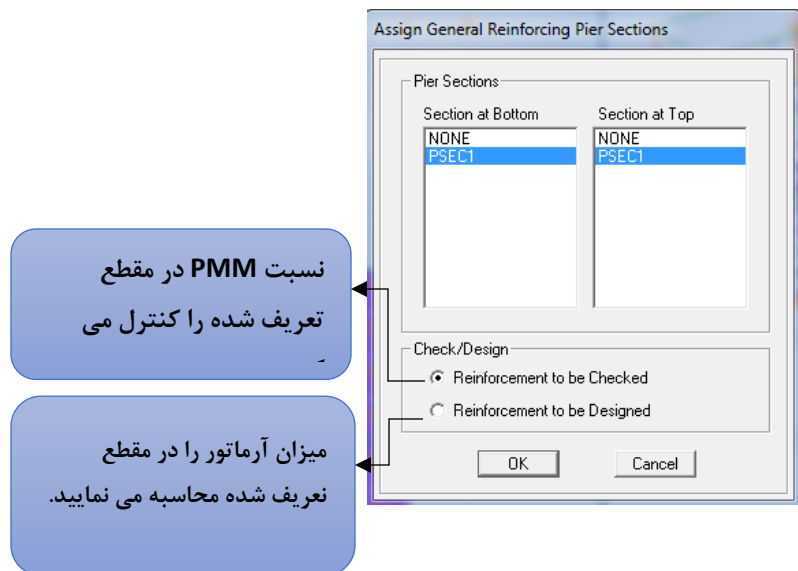 Assign General Reinforcing Pier Sections
Pier Sections
Section at Bottom
Section at Top
NONE
PSEC1
NONE
PSEC1
نسبت PMM در مقطع
تعریف شده را کنترل می
Check/Design
Reinforcement to be Checked
Reinforcement to be Designed
میزان آرماتور را در مقطع
نعریف شده محاسبه می نمایید.
OK
Cancel